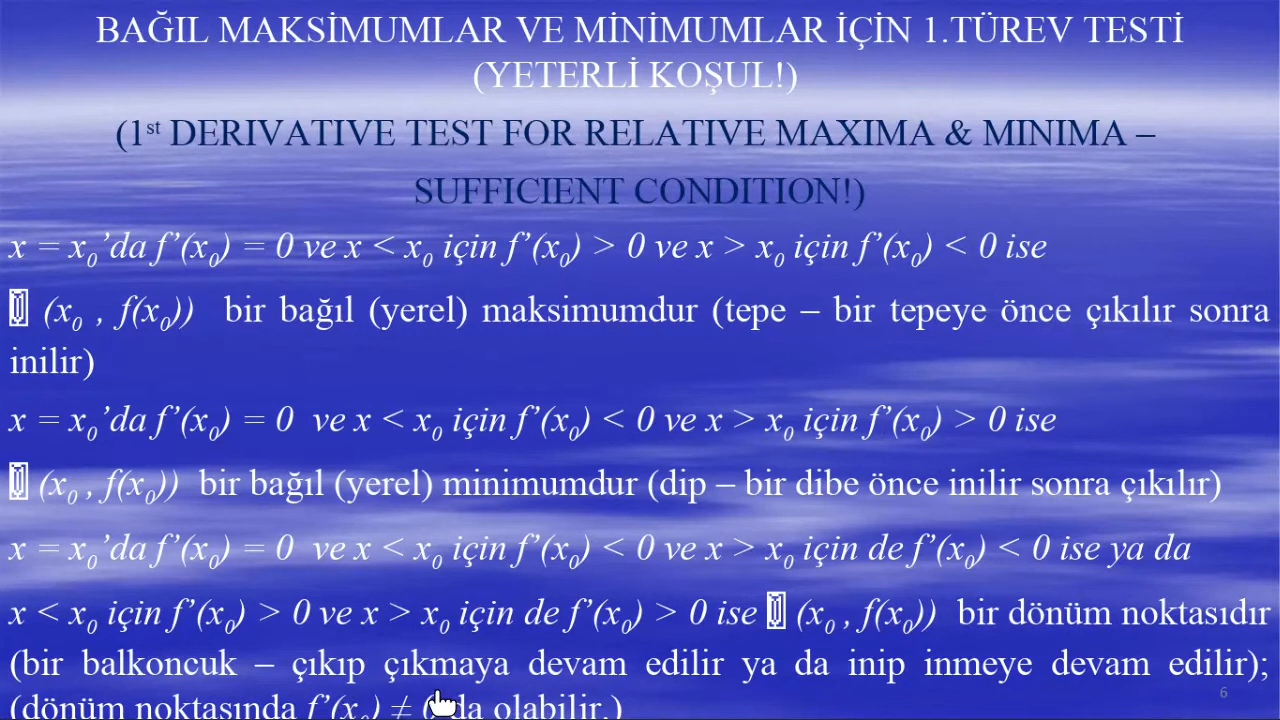 BAĞIL MAKSİMUMLAR VE MİNİMUMLAR İÇİN 1.TÜREV TESTİ
(YETERLİ KOŞUL!)
(1st DERIVATIVE TEST FOR RELATIVE MAXIMA & MINIMA –
SUFFICIENT CONDITION!)
x = x0’da f’(x0) = 0 ve x < x0 için f’(x0) > 0 ve x > x0 için f’(x0) < 0 ise
(x0 , f(x0)) bir bağıl (yerel) maksimumdur (tepe – bir tepeye önce çıkılır sonra
inilir)
x = x0’da f’(x0) = 0 ve x < x0 için f’(x0) < 0 ve x > x0 için f’(x0) > 0 ise
(x0 , f(x0)) bir bağıl (yerel) minimumdur (dip – bir dibe önce inilir sonra çıkılır)
x = x0’da f’(x0) = 0 ve x < x0 için f’(x0) < 0 ve x > x0 için de f’(x0) < 0 ise ya da
x < x0 için f’(x0) > 0 ve x > x0 için de f’(x0) > 0 ise (x0 , f(x0)) bir dönüm noktasıdır
(bir balkoncuk – çıkıp çıkmaya devam edilir ya da inip inmeye devam edilir);
(dönüm noktasında f’(x0) ≠ da olabilir.)
6